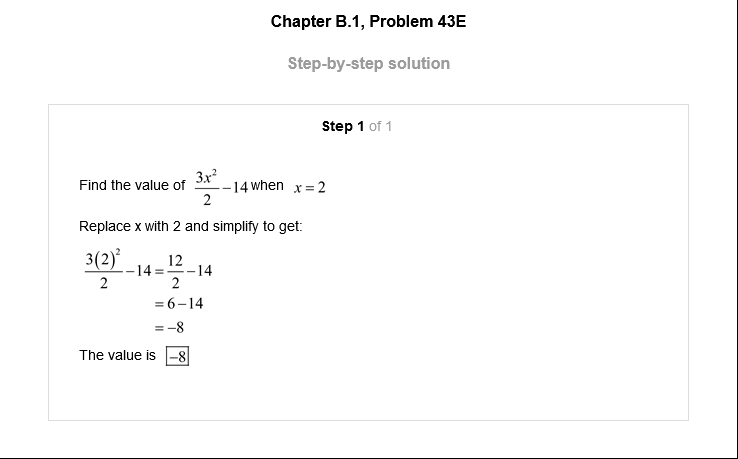 Chapter B.1, Problem 43E
Step-by-step solution
Step 1 of 1
Find the value of \frac{3x^2}{2} - 14 when x = 2
Replace x with 2 and simplify to get:
\frac{3(2)^2}{2} - 14 = \frac{12}{2} - 14
= 6 - 14
= -8
The value is -8